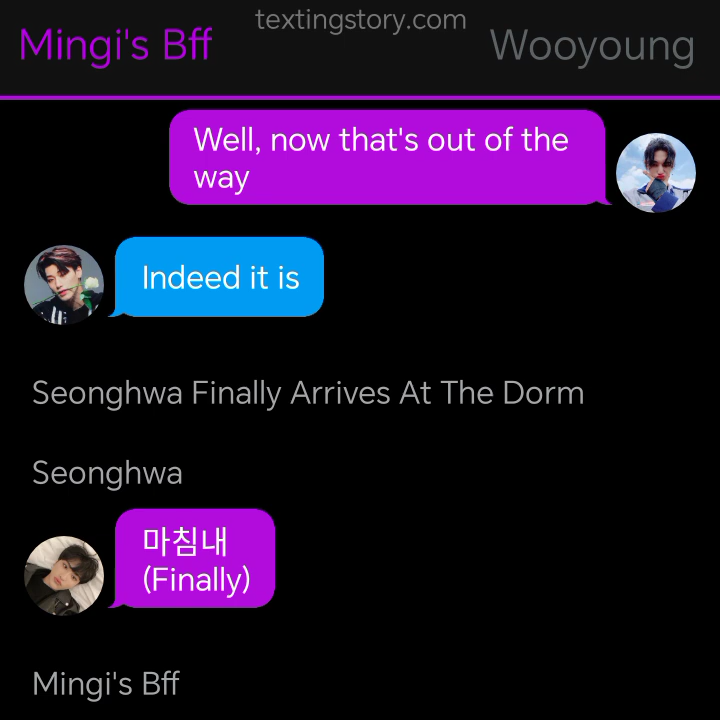 textingstory.com
Mingi's Bff
Wooyoung
Well, now that's out of the
way
Indeed it is
Seonghwa Finally Arrives At The Dorm
Seonghwa
마침내
(Finally)
Mingi's Bff